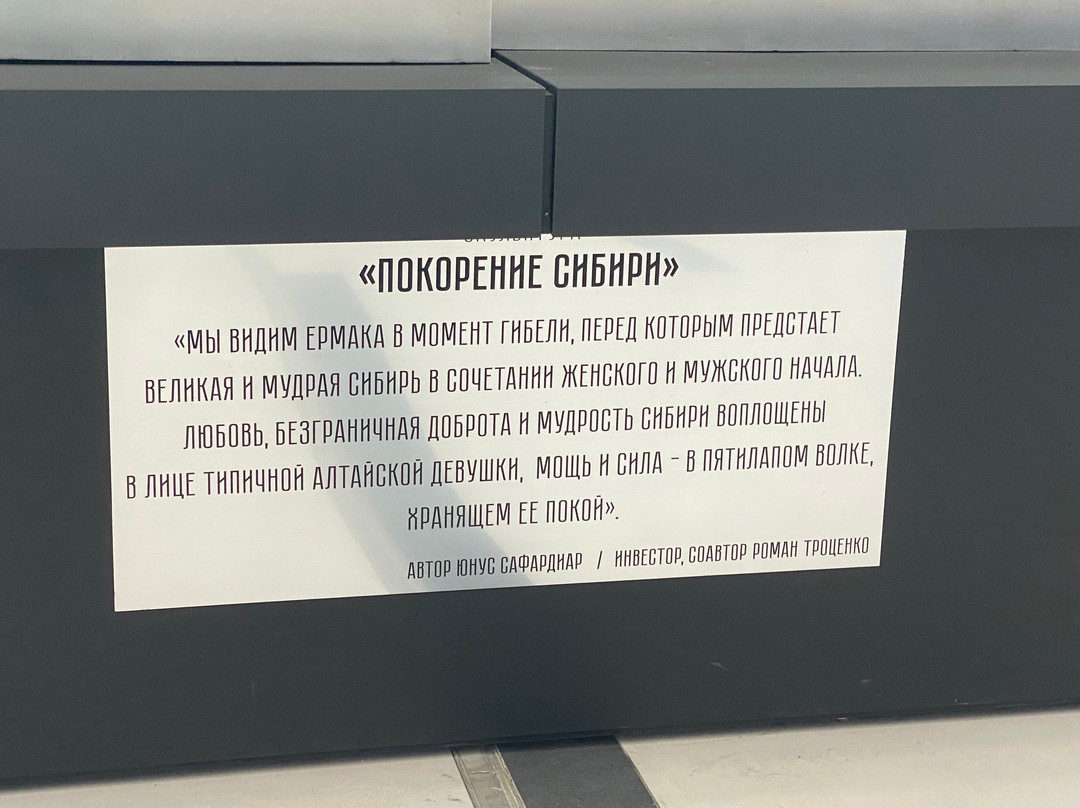 «ПОКОРЕНИЕ СИБИРИ»
«МЫ ВИДИМ ЕРМАКА В МОМЕНТ ГИБЕЛИ, ПЕРЕД КОТОРЫМ ПРЕДСТАЕТ
ВЕЛИКАЯ И МУДРАЯ СИБИРЬ В СОЧЕТАНИИ ЖЕНСКОГО И МУЖСКОГО НАЧАЛА.
ЛЮБОВЬ, БЕЗГРАНИЧНАЯ ДОБРОТА И МУДРОСТЬ СИБИРИ ВОПЛОЩЕНЫ
В ЛИЦЕ ТИПИЧНОЙ АЛТАЙСКОЙ ДЕВУШКИ, МОЩЬ И СИЛА - В ПЯТИЛАПОМ ВОЛКЕ,
ХРАНЯЩЕМ ЕЕ ПОКОЙ».
АВТОР ЮНУС САФАРДИАР / ИНВЕСТОР, СОАВТОР РОМАН ТРОЦЕНКО